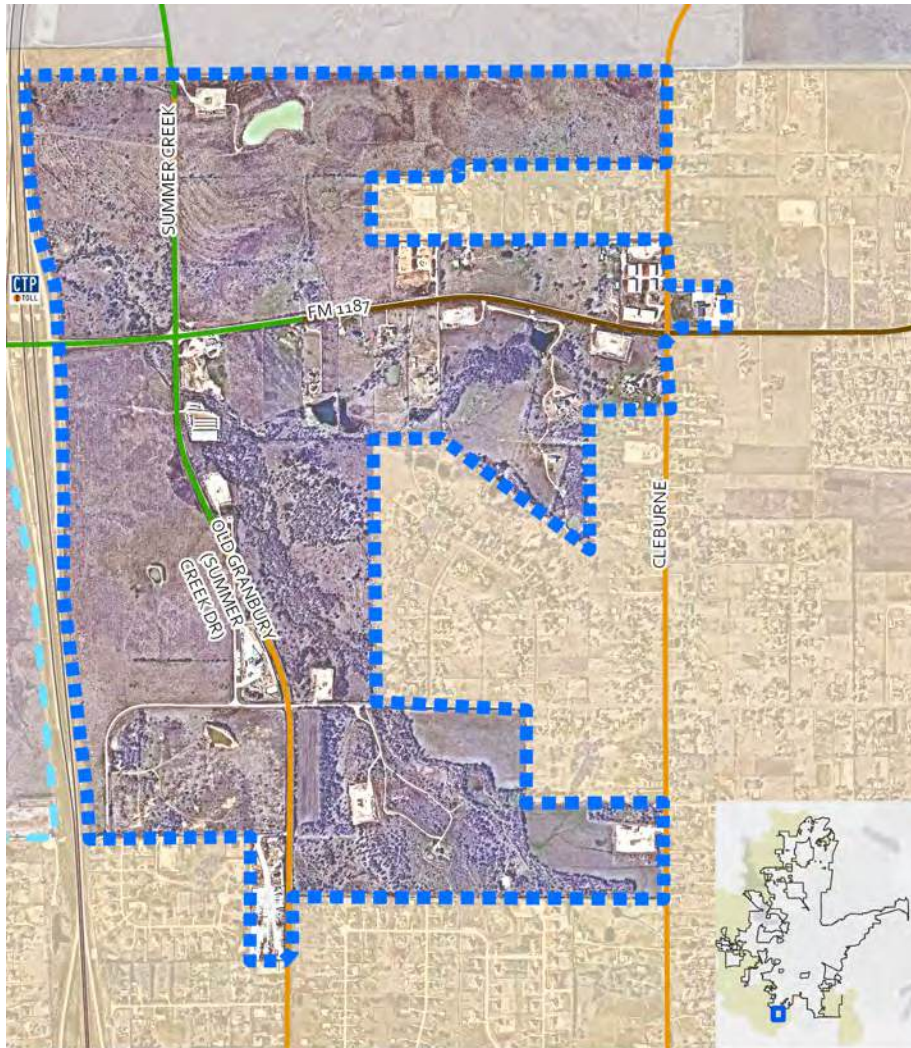 SUMMER CREEK
CTP
TOLL
FM 1187
OLD GRANBURY
(SUMMER
CREEK DR)
CLEBURNE